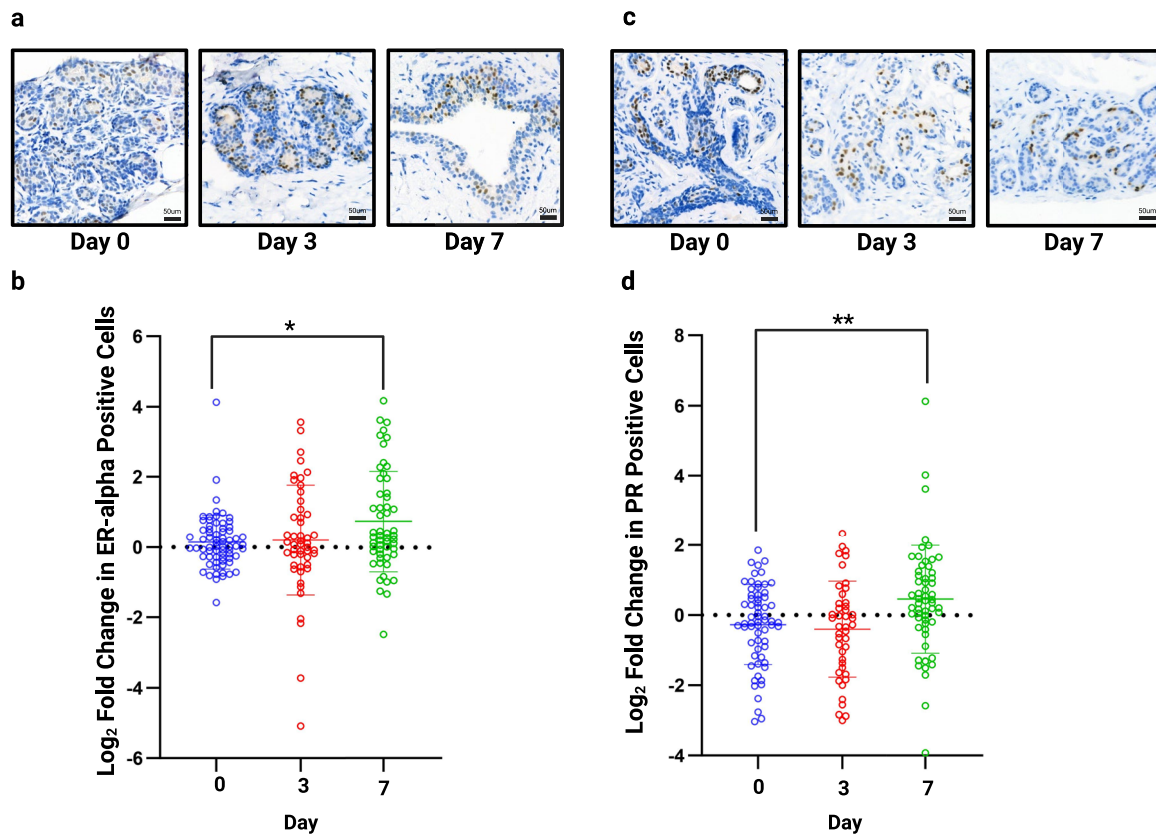 a
c
50um
50um
50um
50um
50um
50um
Day 0
Day 3
Day 7
Day 0
Day 3
Day 7
b
d
Log₂ Fold Change in ER-alpha Positive Cells
6
4
2
0
-2
-4
-6
*
0
3
7
Day
Log₂ Fold Change in PR Positive Cells
8
6
4
2
0
-2
-4
**
0
3
7
Day